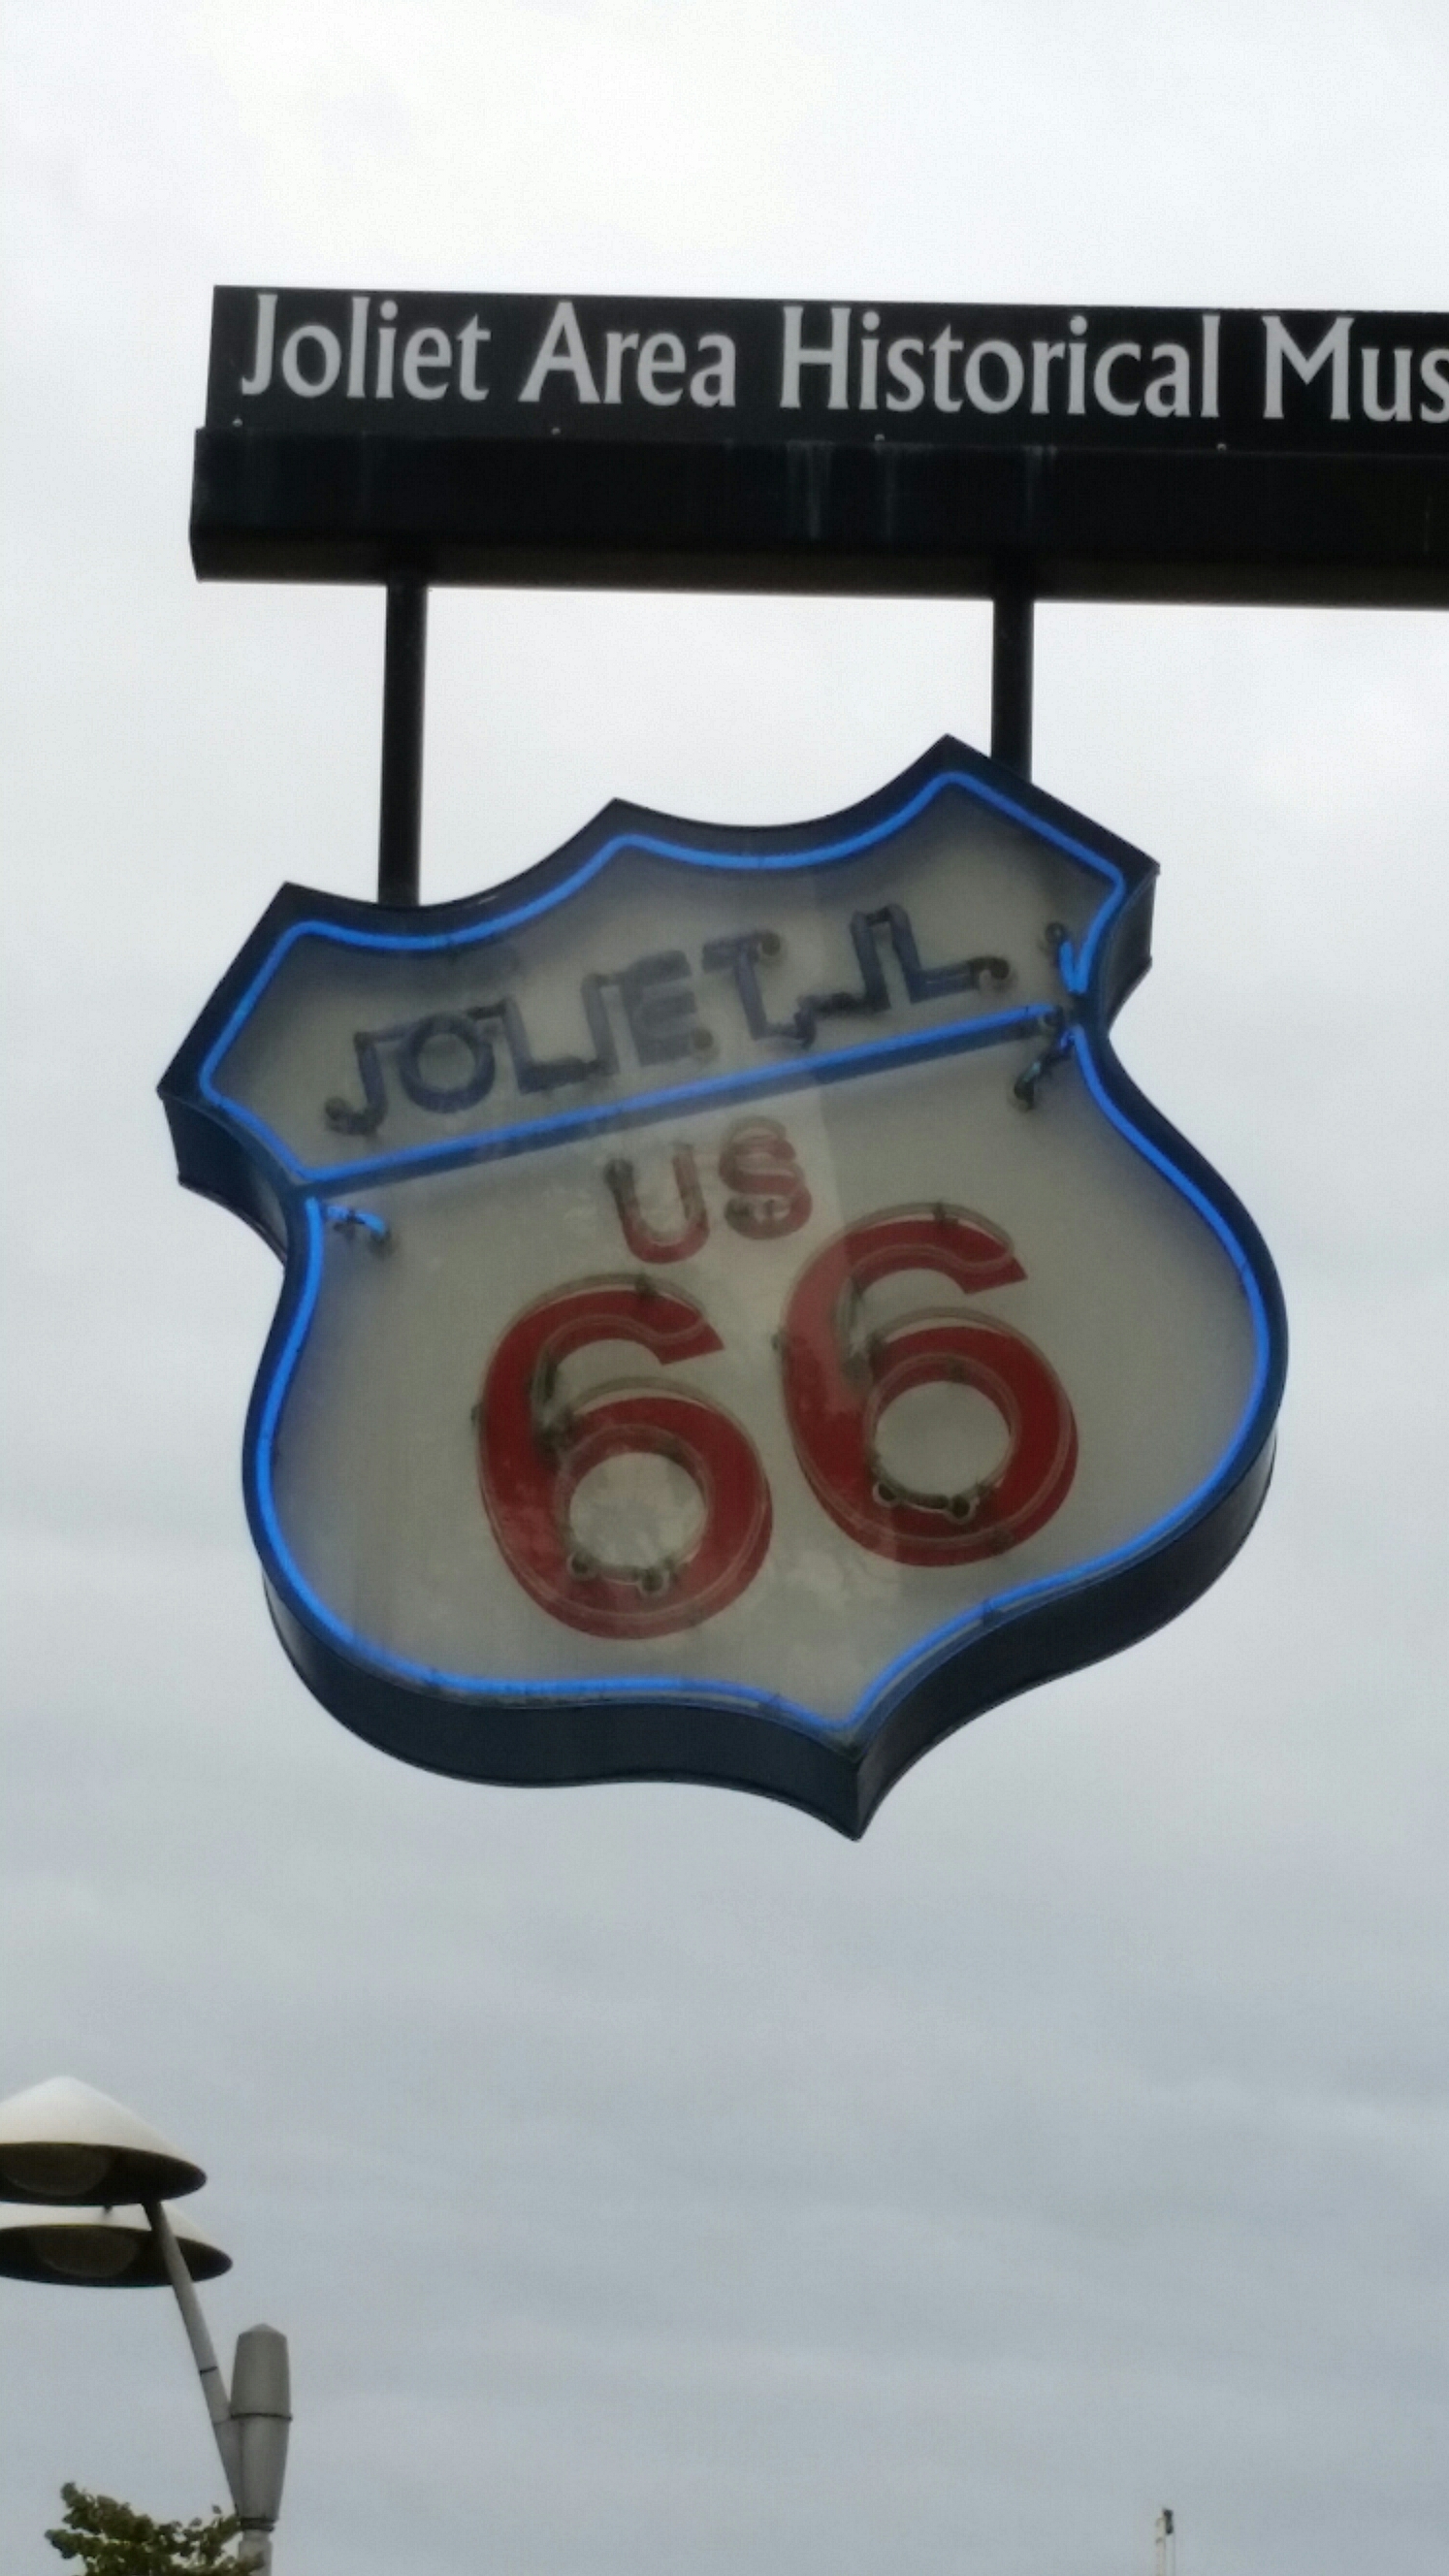 Joliet Area Historical Mus
JOLIET, IL
US
66